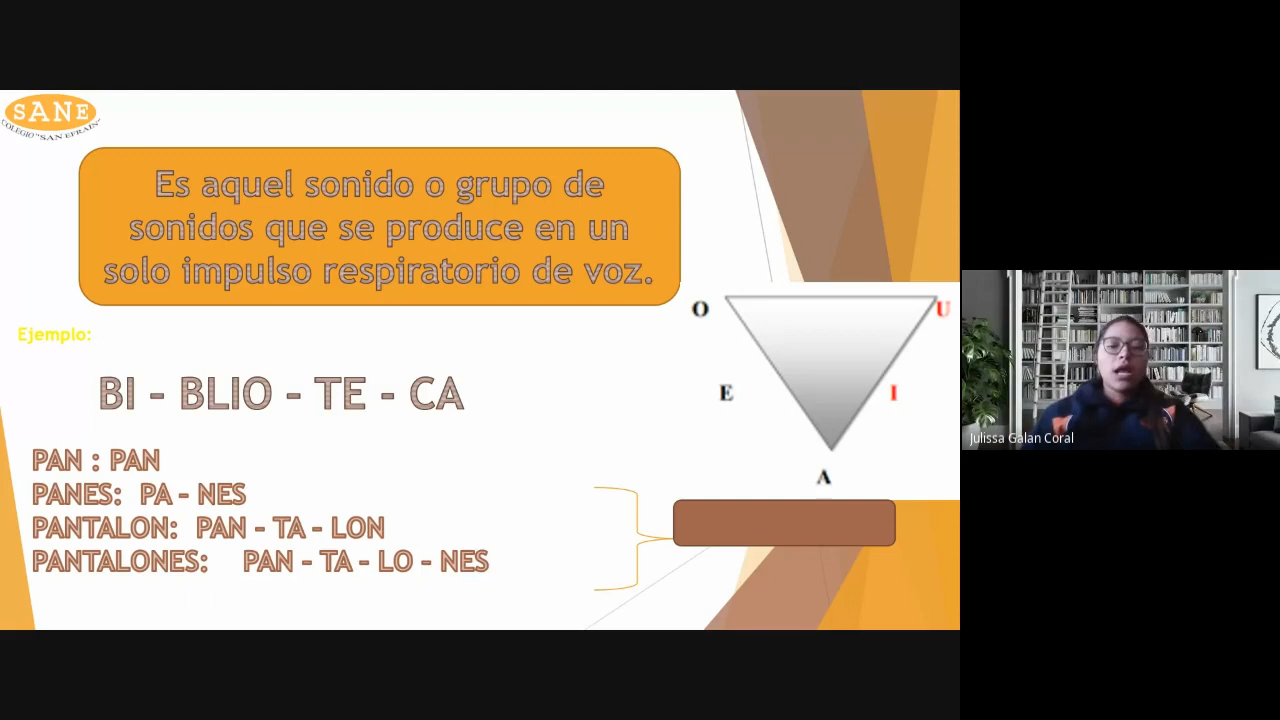 SANE
COLEGIO "SAN EFRAIN"
Es aquel sonido o grupo de
sonidos que se produce en un
solo impulso respiratorio de voz.
Ejemplo:
BI - BLIO - TE - CA
PAN : PAN
PANES: PA - NES
PANTALON: PAN - TA - LON
PANTALONES: PAN - TA - LO - NES
O U
E I
A
Julissa Galan Coral